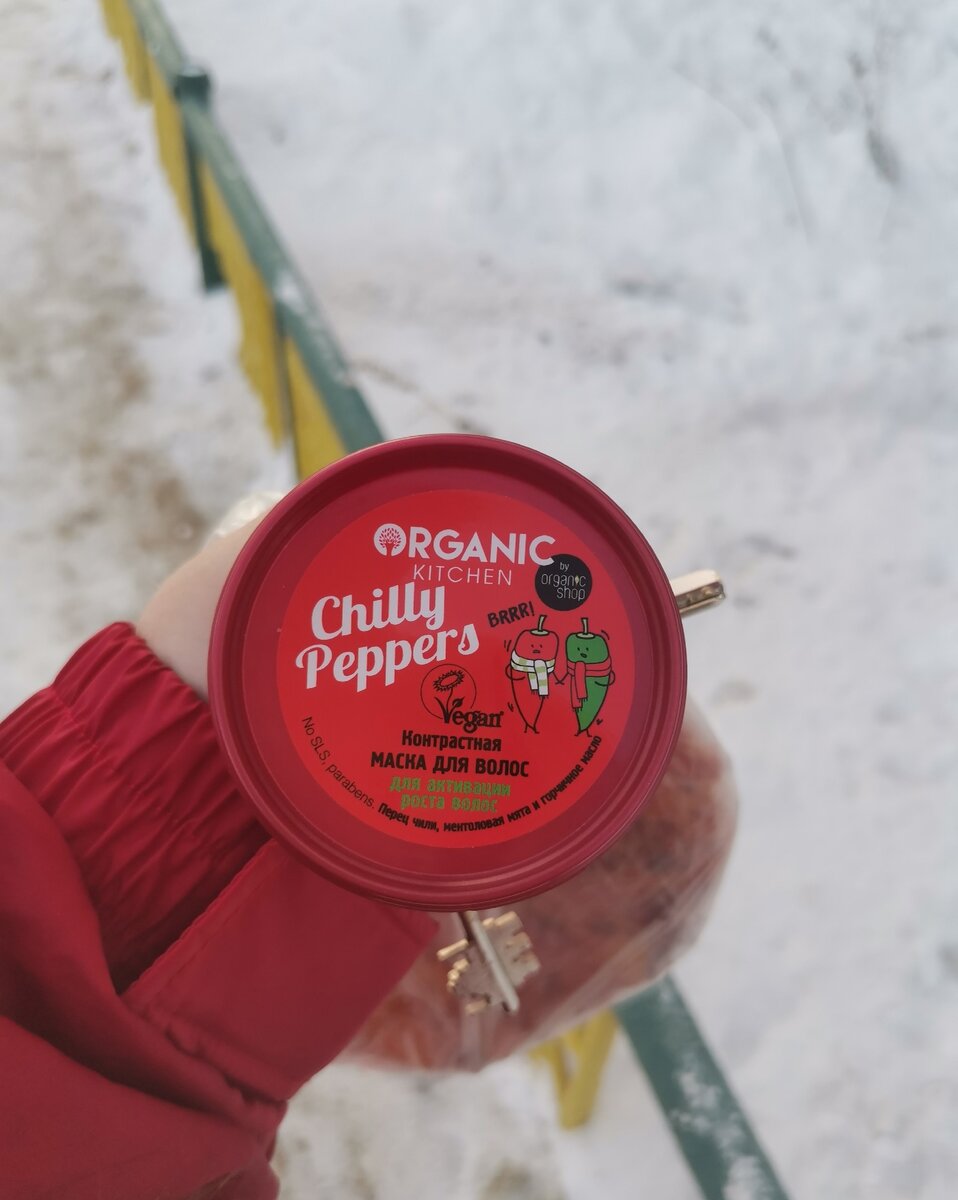 ORGANIC
KITCHEN
by
organic
shop
Chilly
Peppers
BRRR!
Vegan
Контрастная
МАСКА ДЛЯ ВОЛОС
для активации
роста волос
No SLS, parabens. Перец чили, ментоловая мята и горчичное масло